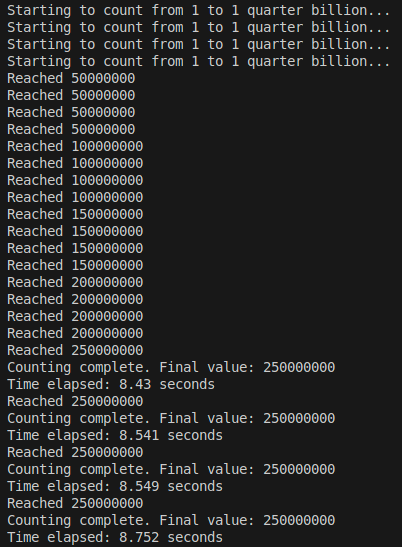 Starting to count from 1 to 1 quarter billion...
Starting to count from 1 to 1 quarter billion...
Starting to count from 1 to 1 quarter billion...
Starting to count from 1 to 1 quarter billion...
Reached 50000000
Reached 50000000
Reached 50000000
Reached 50000000
Reached 100000000
Reached 100000000
Reached 100000000
Reached 100000000
Reached 150000000
Reached 150000000
Reached 150000000
Reached 150000000
Reached 200000000
Reached 200000000
Reached 200000000
Reached 200000000
Reached 250000000
Counting complete. Final value: 250000000
Time elapsed: 8.43 seconds
Reached 250000000
Counting complete. Final value: 250000000
Time elapsed: 8.541 seconds
Reached 250000000
Counting complete. Final value: 250000000
Time elapsed: 8.549 seconds
Reached 250000000
Counting complete. Final value: 250000000
Time elapsed: 8.752 seconds